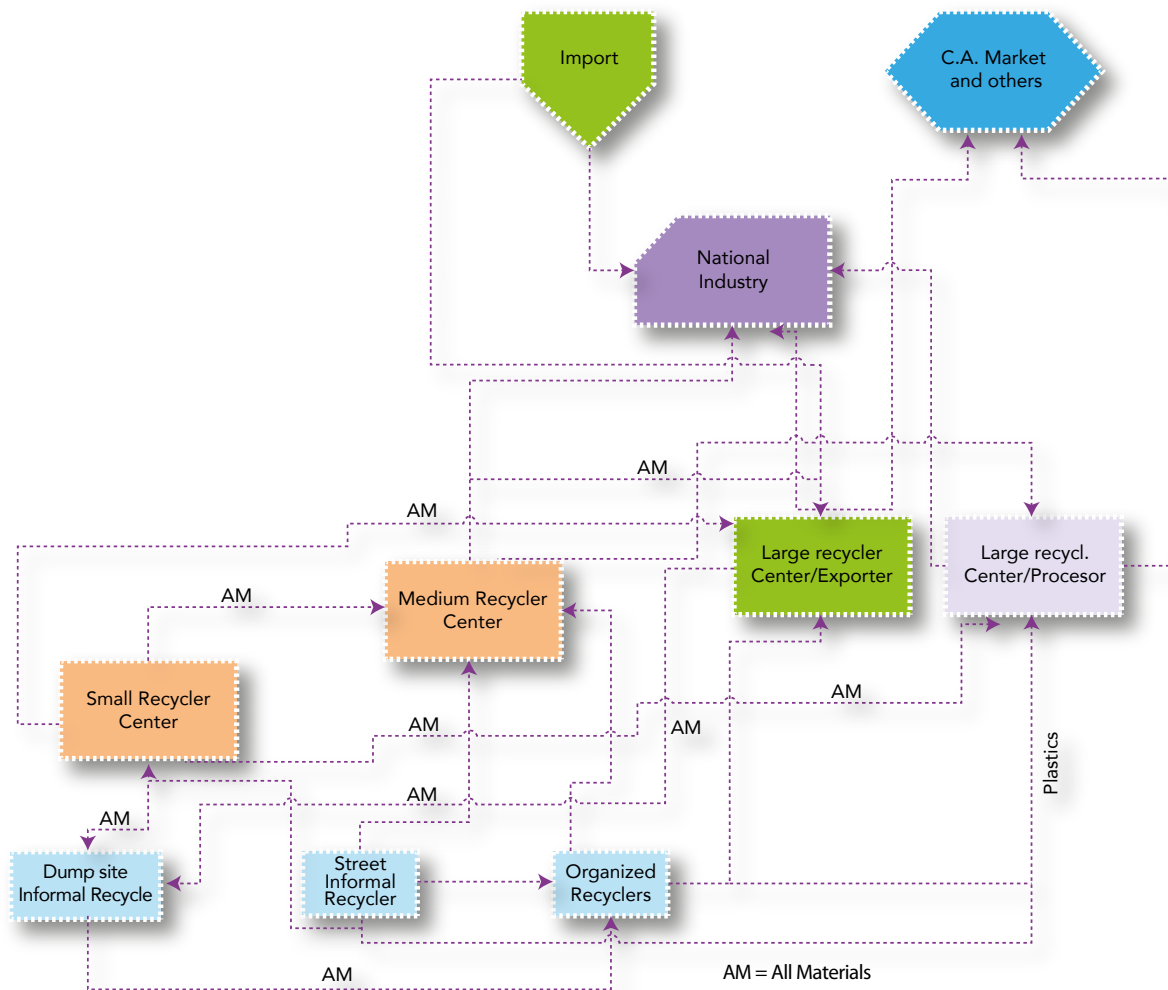 Import
C.A. Market
and others
National
Industry
AM
AM
Large recycler
Center/Exporter
Large recycl.
Center/Procesor
AM
Medium Recycler
Center
Small Recycler
Center
AM
AM
AM
Plastics
AM
AM
Dump site
Informal Recycle
Street
Informal
Recycler
Organized
Recyclers
AM
AM = All Materials